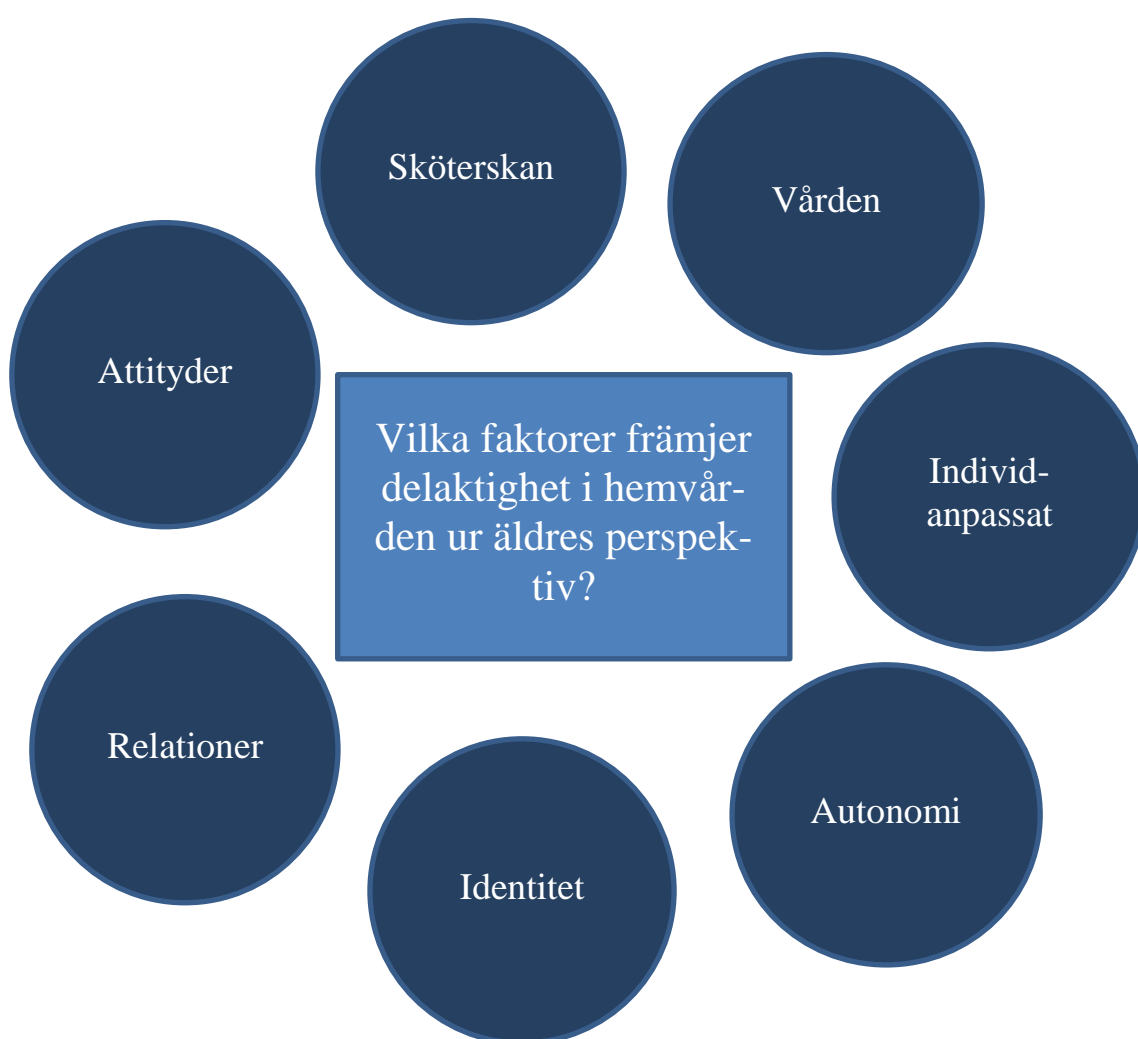 Sköterskan
Vården
Attityder
Vilka faktorer främjer
delaktighet i hemvår-
den ur äldres perspek-
tiv?
Individ-
anpassat
Relationer
Autonomi
Identitet